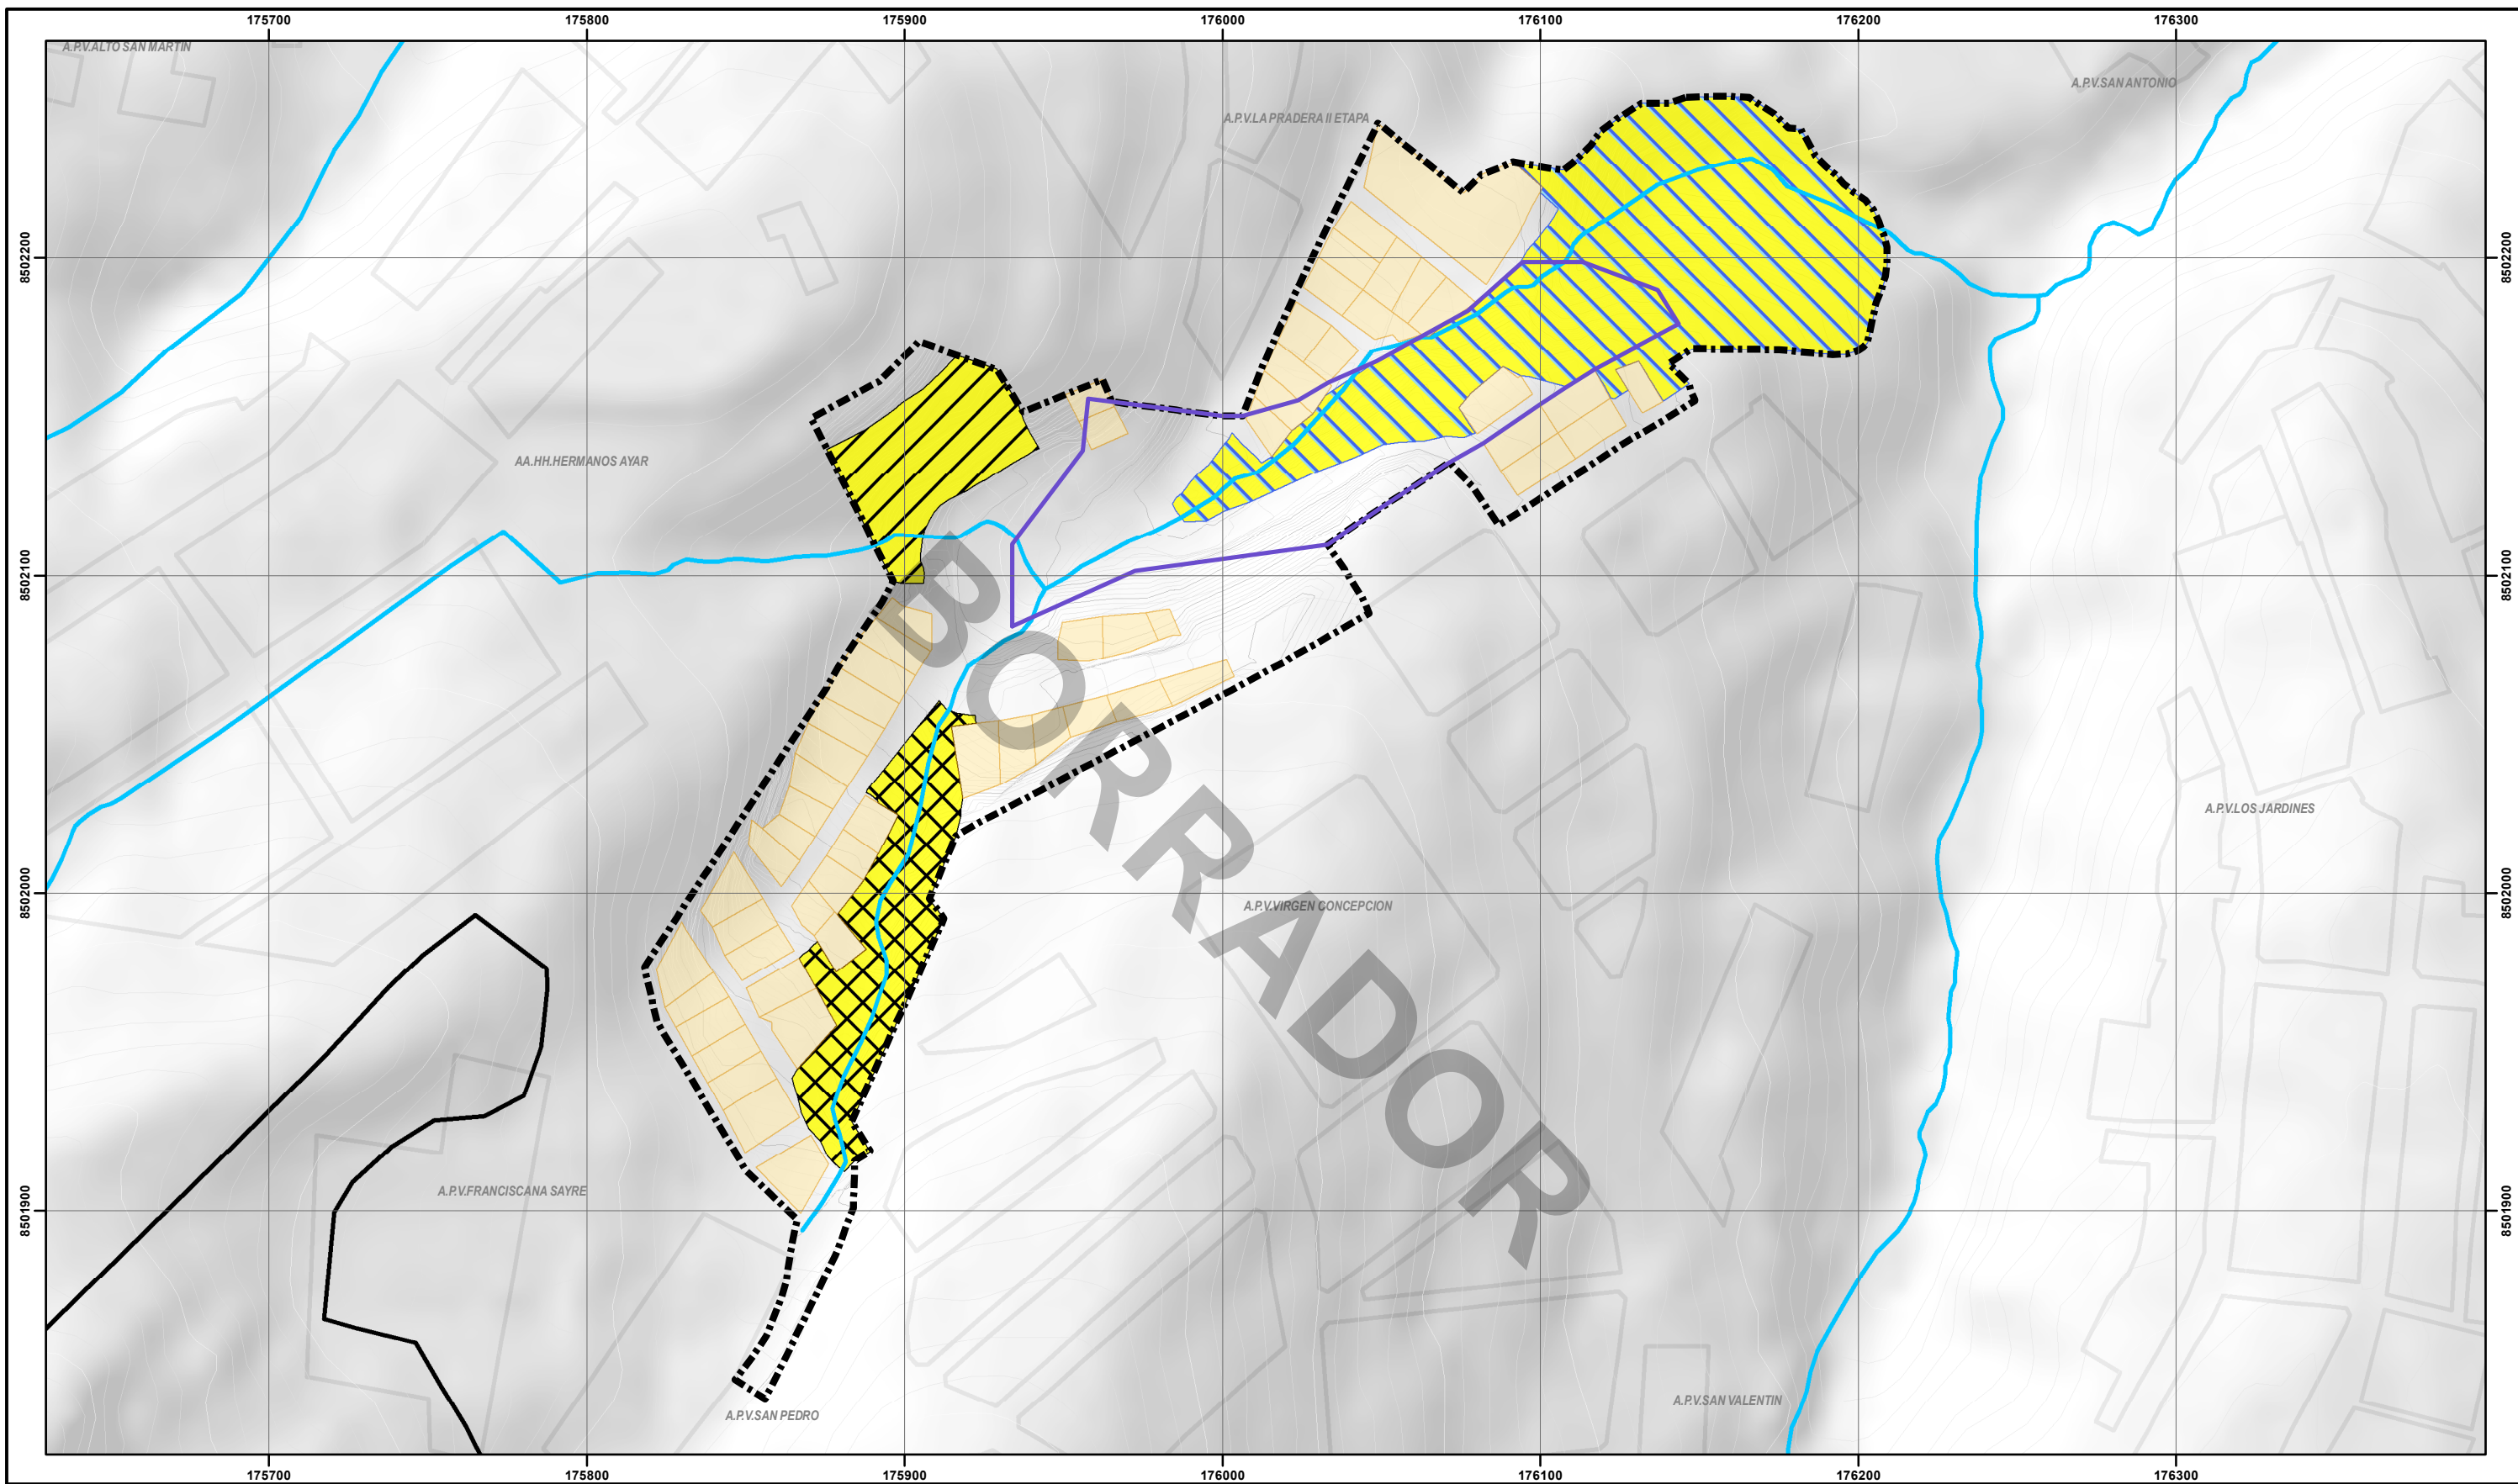 175700 175800 175900 176000 176100 176200 176300
A.P.V.ALTO SAN MARTIN
A.P.V.SAN ANTONIO
A.P.V.LA PRADERA II ETAPA
8502200 8502200
AA.HH.HERMANOS AYAR
8502100 8502100
A.P.V.LOS JARDINES
8502000 8502000
A.P.V.VIRGEN CONCEPCION
BORRADOR
A.P.V.FRANCISCANA SAYRE
8501900 8501900
A.P.V.SAN VALENTIN
A.P.V.SAN PEDRO
175700 175800 175900 176000 176100 176200 176300